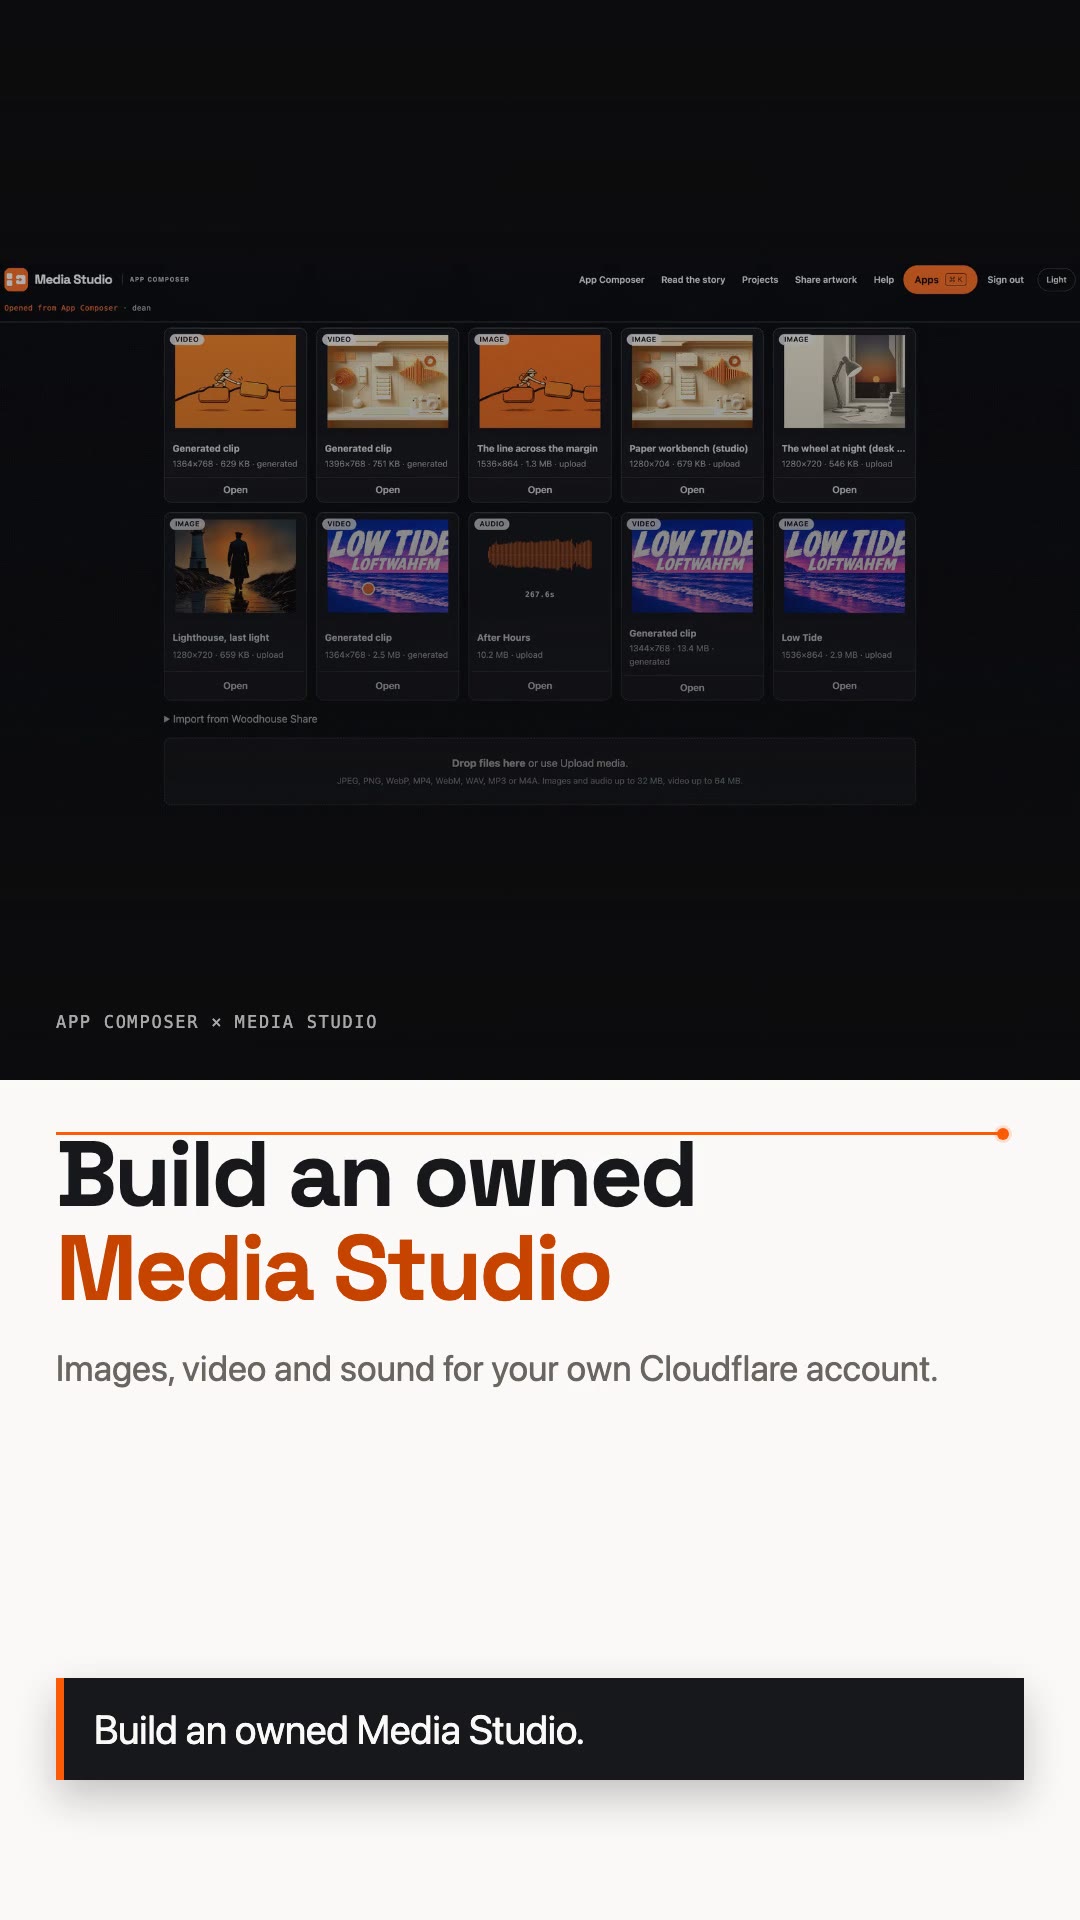 Media Studio APP COMPOSER App Composer Read the story Projects Share artwork Help Apps ⌘ K Sign out Light
Opened from App Composer · dean
VIDEO VIDEO IMAGE IMAGE IMAGE
Generated clip Generated clip The line across the margin Paper workbench (studio) The wheel at night (desk ...
1364×768 · 629 KB · generated 1396×768 · 751 KB · generated 1536×864 · 1.3 MB · upload 1280×704 · 679 KB · upload 1280×720 · 546 KB · upload
Open Open Open Open Open
IMAGE VIDEO AUDIO VIDEO IMAGE
LOW TIDE LOW TIDE LOW TIDE
LOFTWAHFM LOFTWAHFM LOFTWAHFM
267.6s
Lighthouse, last light Generated clip After Hours Generated clip Low Tide
1280×720 · 659 KB · upload 1364×768 · 2.5 MB · generated 10.2 MB · upload 1344×768 · 13.4 MB · 1536×864 · 2.9 MB · upload
generated
Open Open Open Open Open
Import from Woodhouse Share
Drop files here or use Upload media.
JPEG, PNG, WebP, MP4, WebM, WAV, MP3 or M4A. Images and audio up to 32 MB, video up to 64 MB.
APP COMPOSER × MEDIA STUDIO
Build an owned
Media Studio
Images, video and sound for your own Cloudflare account.
Build an owned Media Studio.